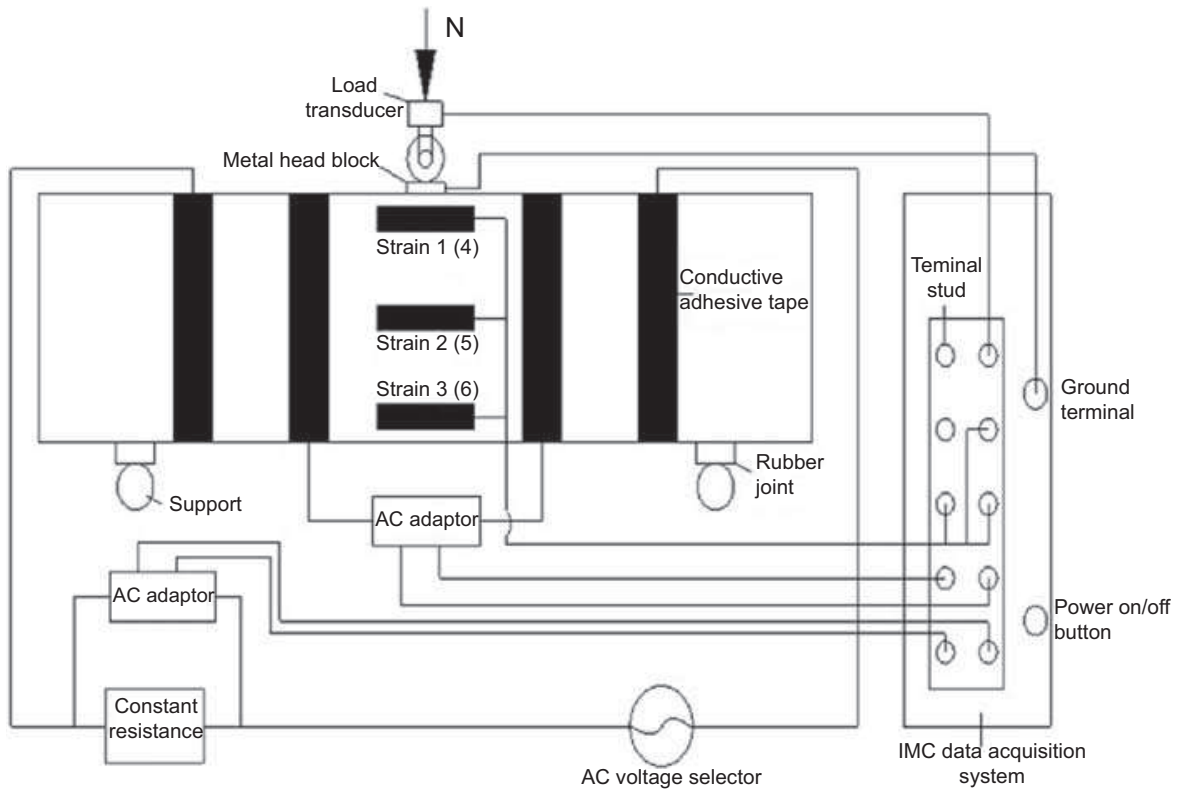 N
Load
transducer
Metal head block
Strain 1 (4)
Conductive
adhesive tape
Strain 2 (5)
Strain 3 (6)
Teminal
stud
Ground
terminal
Rubber
joint
Support
AC adaptor
AC adaptor
Power on/off
button
Constant
resistance
AC voltage selector
IMC data acquisition
system